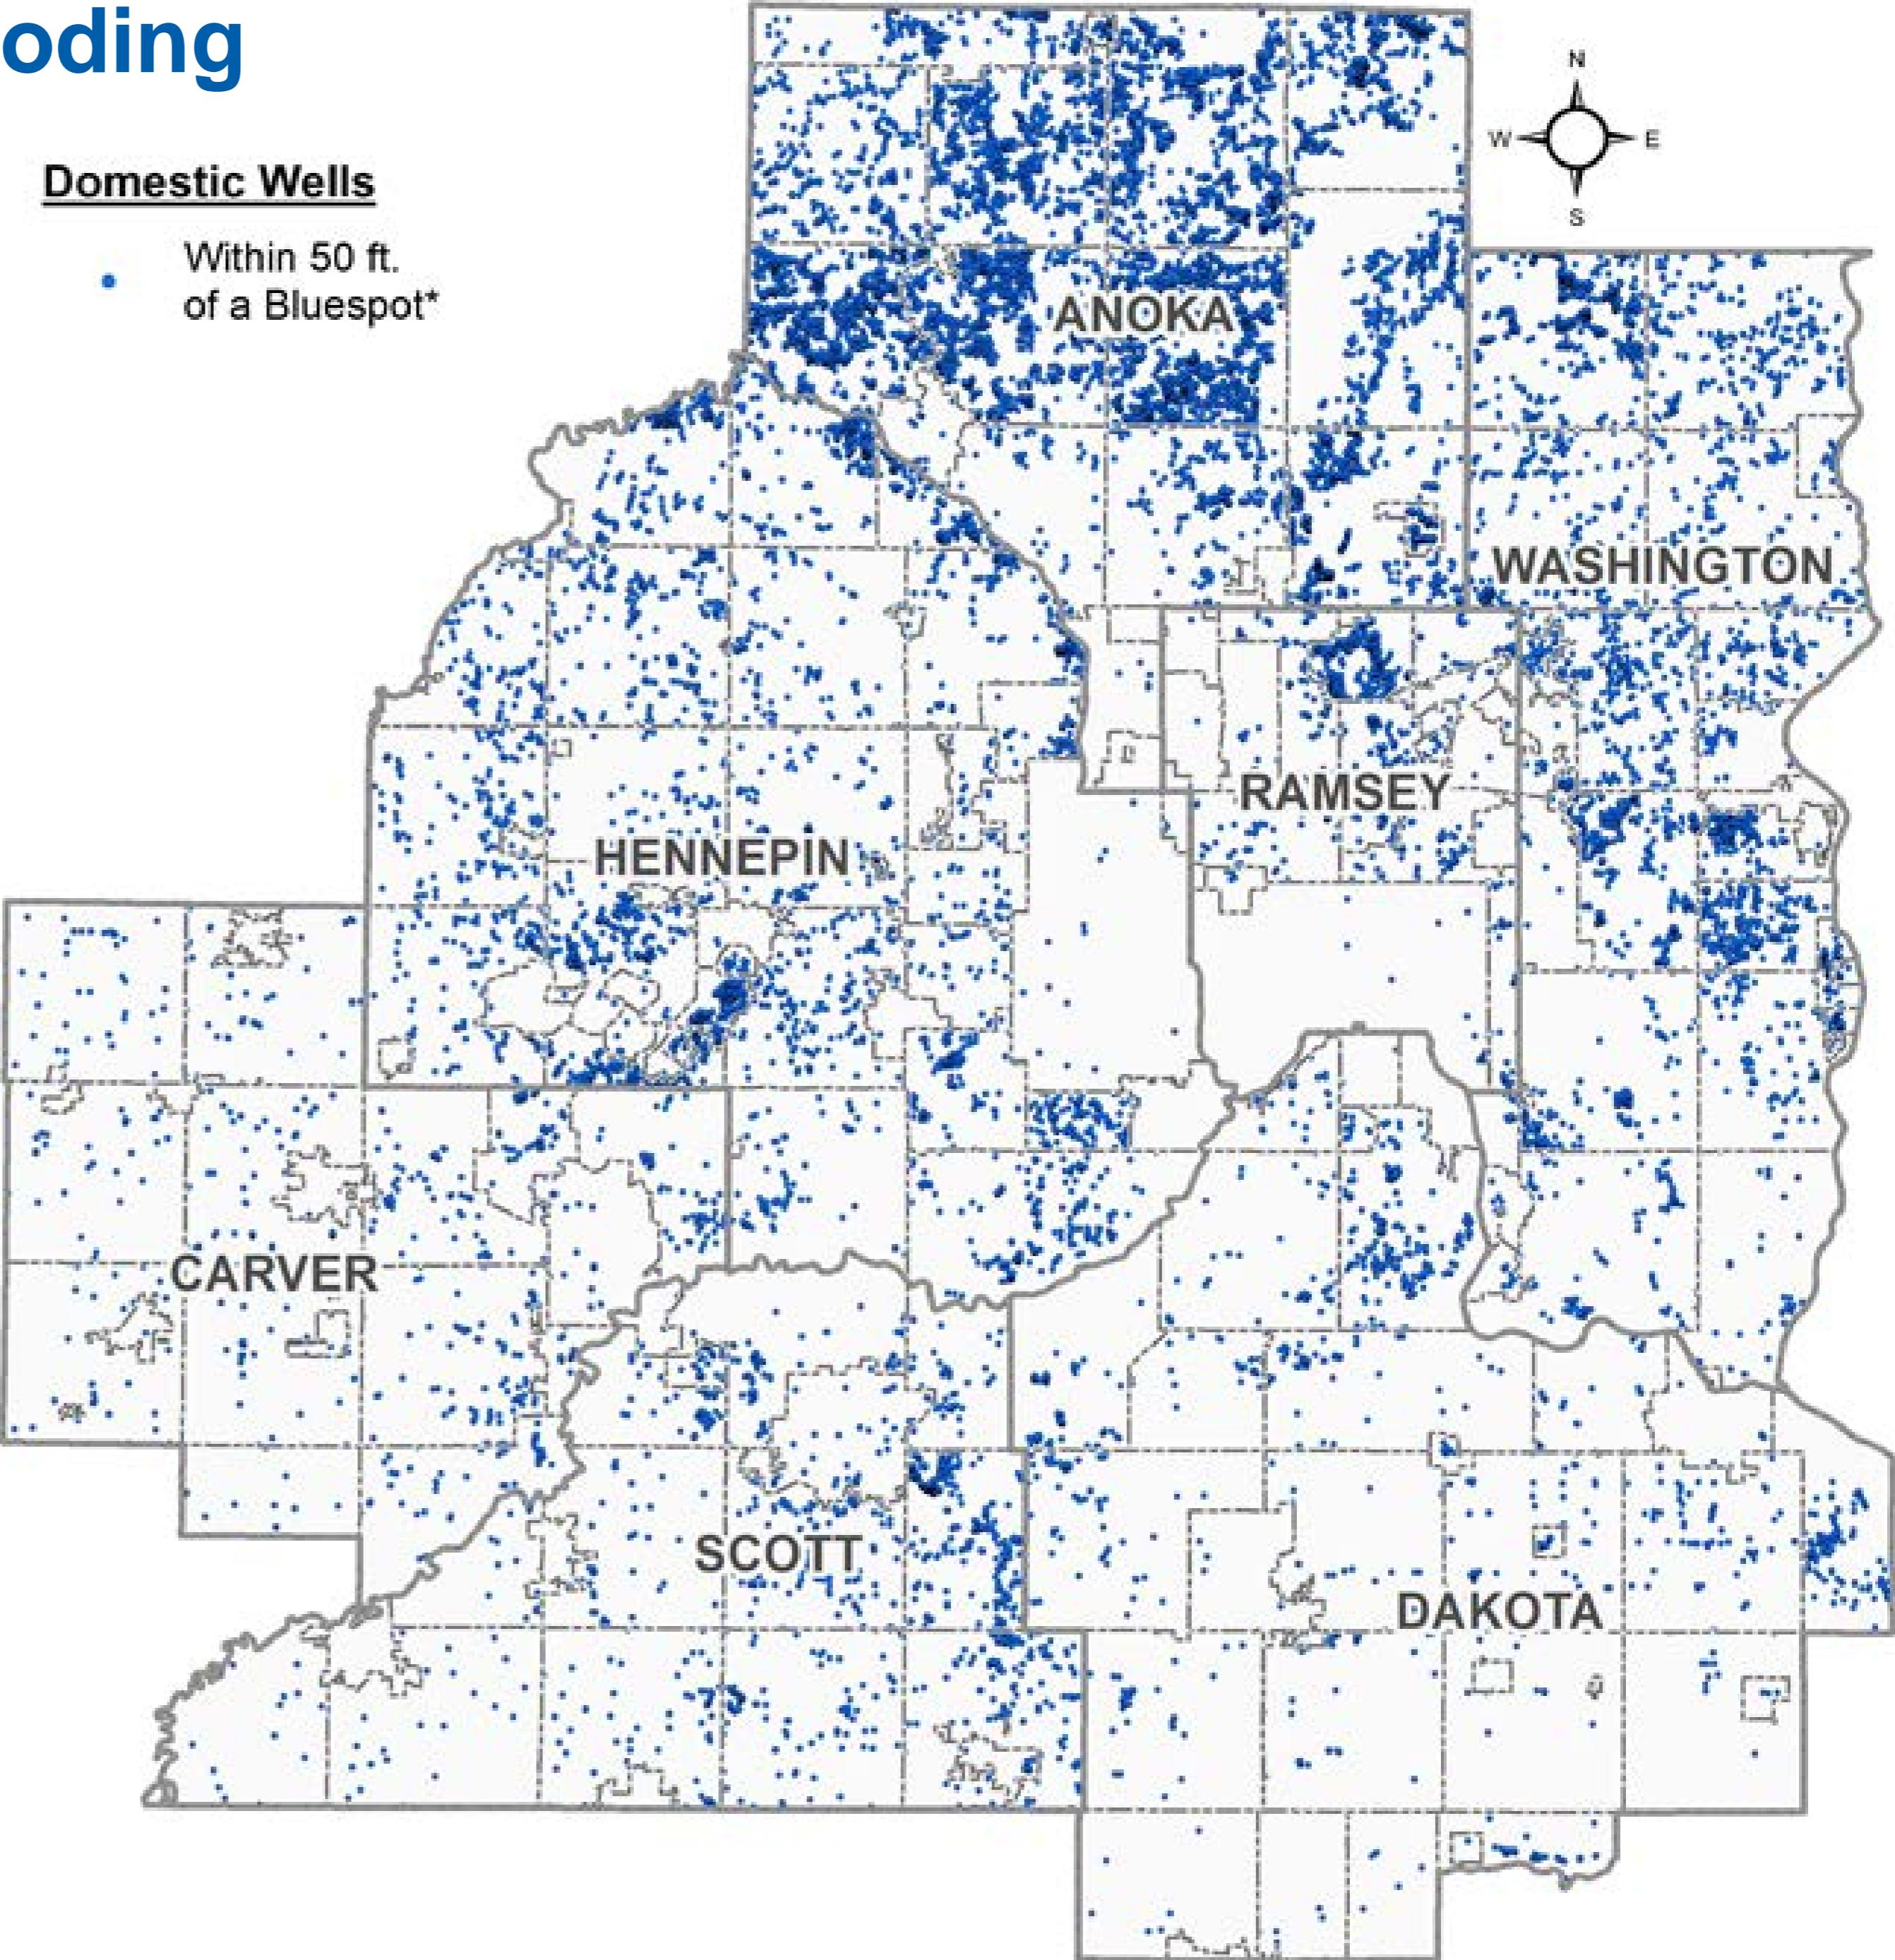 oding
Domestic Wells
Within 50 ft.
of a Bluespot*
N
W
E
S
ANOKA
WASHINGTON
RAMSEY
HENNEPIN
CARVER
SCOTT
DAKOTA